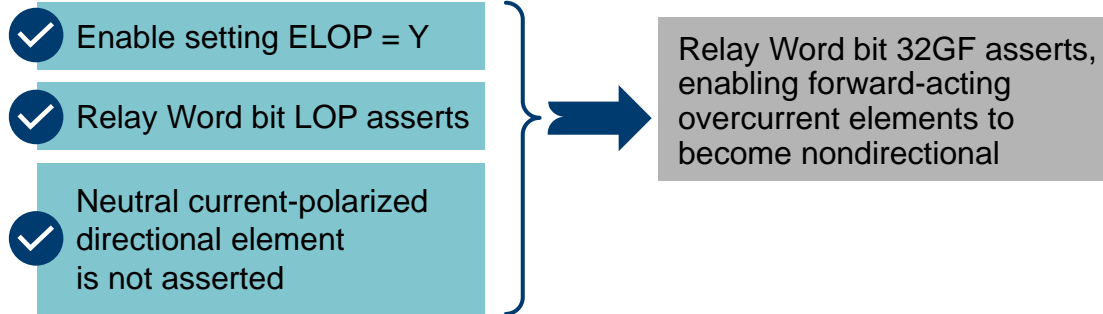 Enable setting ELOP = Y
Relay Word bit LOP asserts
Neutral current-polarized
directional element
is not asserted
Relay Word bit 32GF asserts,
enabling forward-acting
overcurrent elements to
become nondirectional